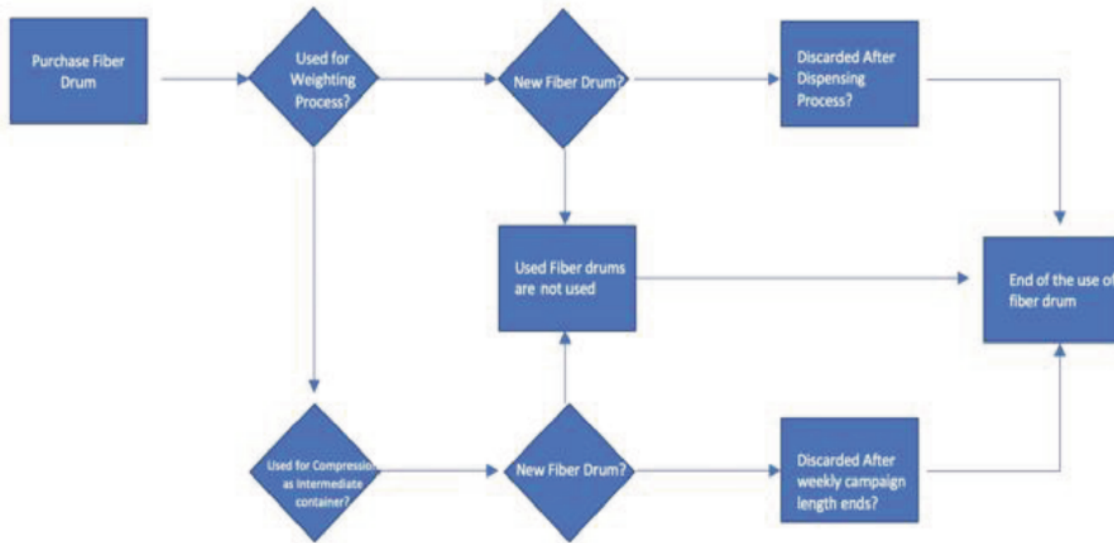 Purchase Fiber
Drum
Used for
Weighting
Process?
New Fiber Drum?
Discarded After
Dispensing
Process?
Used Fiber drums
are not used
End of the use of
fiber drum
Used for Compression
as Intermediate
container?
New Fiber Drum?
Discarded After
weekly campaign
length ends?